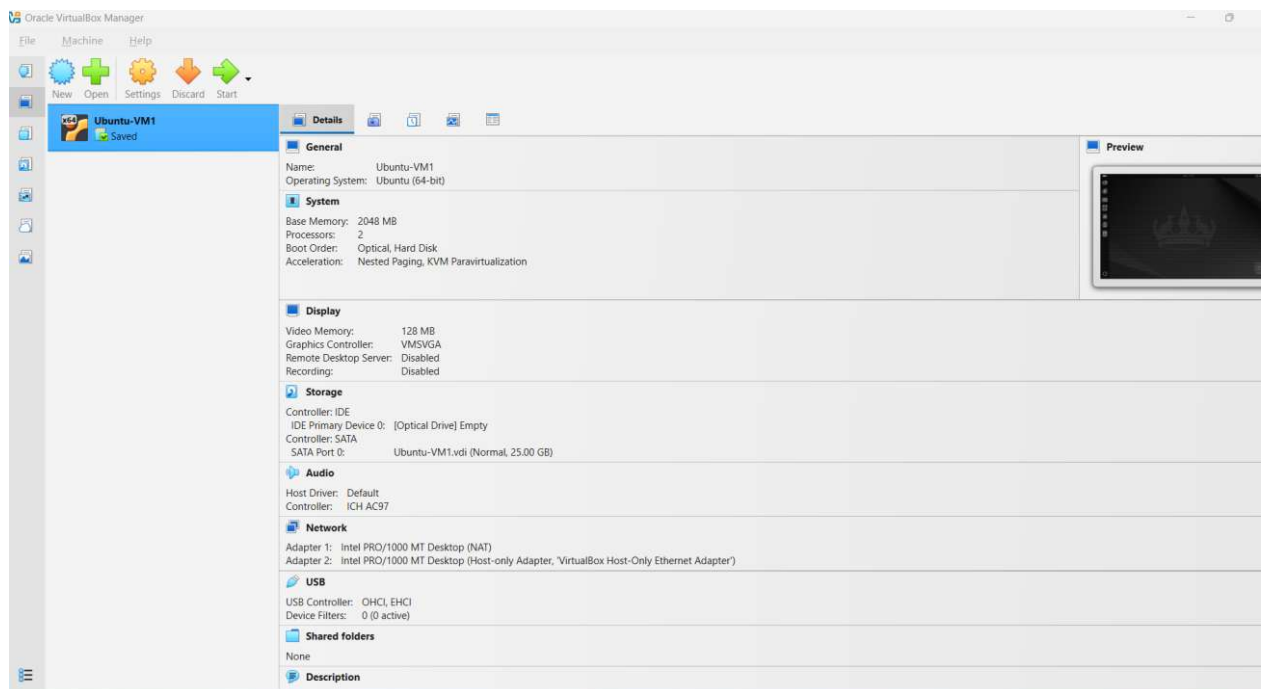 Oracle VirtualBox Manager
File Machine Help
New Open Settings Discard Start
x64 Ubuntu-VM1
Saved
Details
General
Name: Ubuntu-VM1
Operating System: Ubuntu (64-bit)
System
Base Memory: 2048 MB
Processors: 2
Boot Order: Optical, Hard Disk
Acceleration: Nested Paging, KVM Paravirtualization
Preview
Display
Video Memory: 128 MB
Graphics Controller: VMSVGA
Remote Desktop Server: Disabled
Recording: Disabled
Storage
Controller: IDE
IDE Primary Device 0: [Optical Drive] Empty
Controller: SATA
SATA Port 0: Ubuntu-VM1.vdi (Normal, 25.00 GB)
Audio
Host Driver: Default
Controller: ICH AC97
Network
Adapter 1: Intel PRO/1000 MT Desktop (NAT)
Adapter 2: Intel PRO/1000 MT Desktop (Host-only Adapter, 'VirtualBox Host-Only Ethernet Adapter')
USB
USB Controller: OHCI, EHCI
Device Filters: 0 (0 active)
Shared folders
None
Description